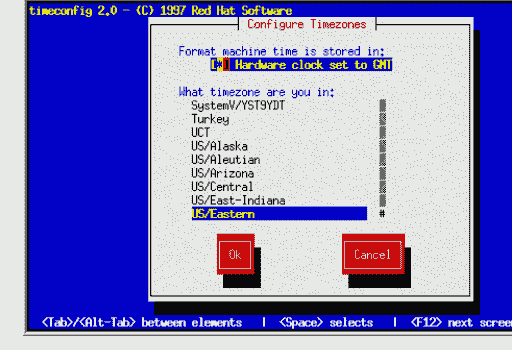 timeconfig 2.0 - (C) 1997 Red Hat Software
Configure Timezones
Format machine time is stored in:
[*] Hardware clock set to GMT
What timezone are you in:
SystemV/YST9YDT
Turkey
UCT
US/Alaska
US/Aleutian
US/Arizona
US/Central
US/East-Indiana
US/Eastern #
Ok Cancel
<Tab>/<Alt-Tab> between elements | <Space> selects | <F12> next screen